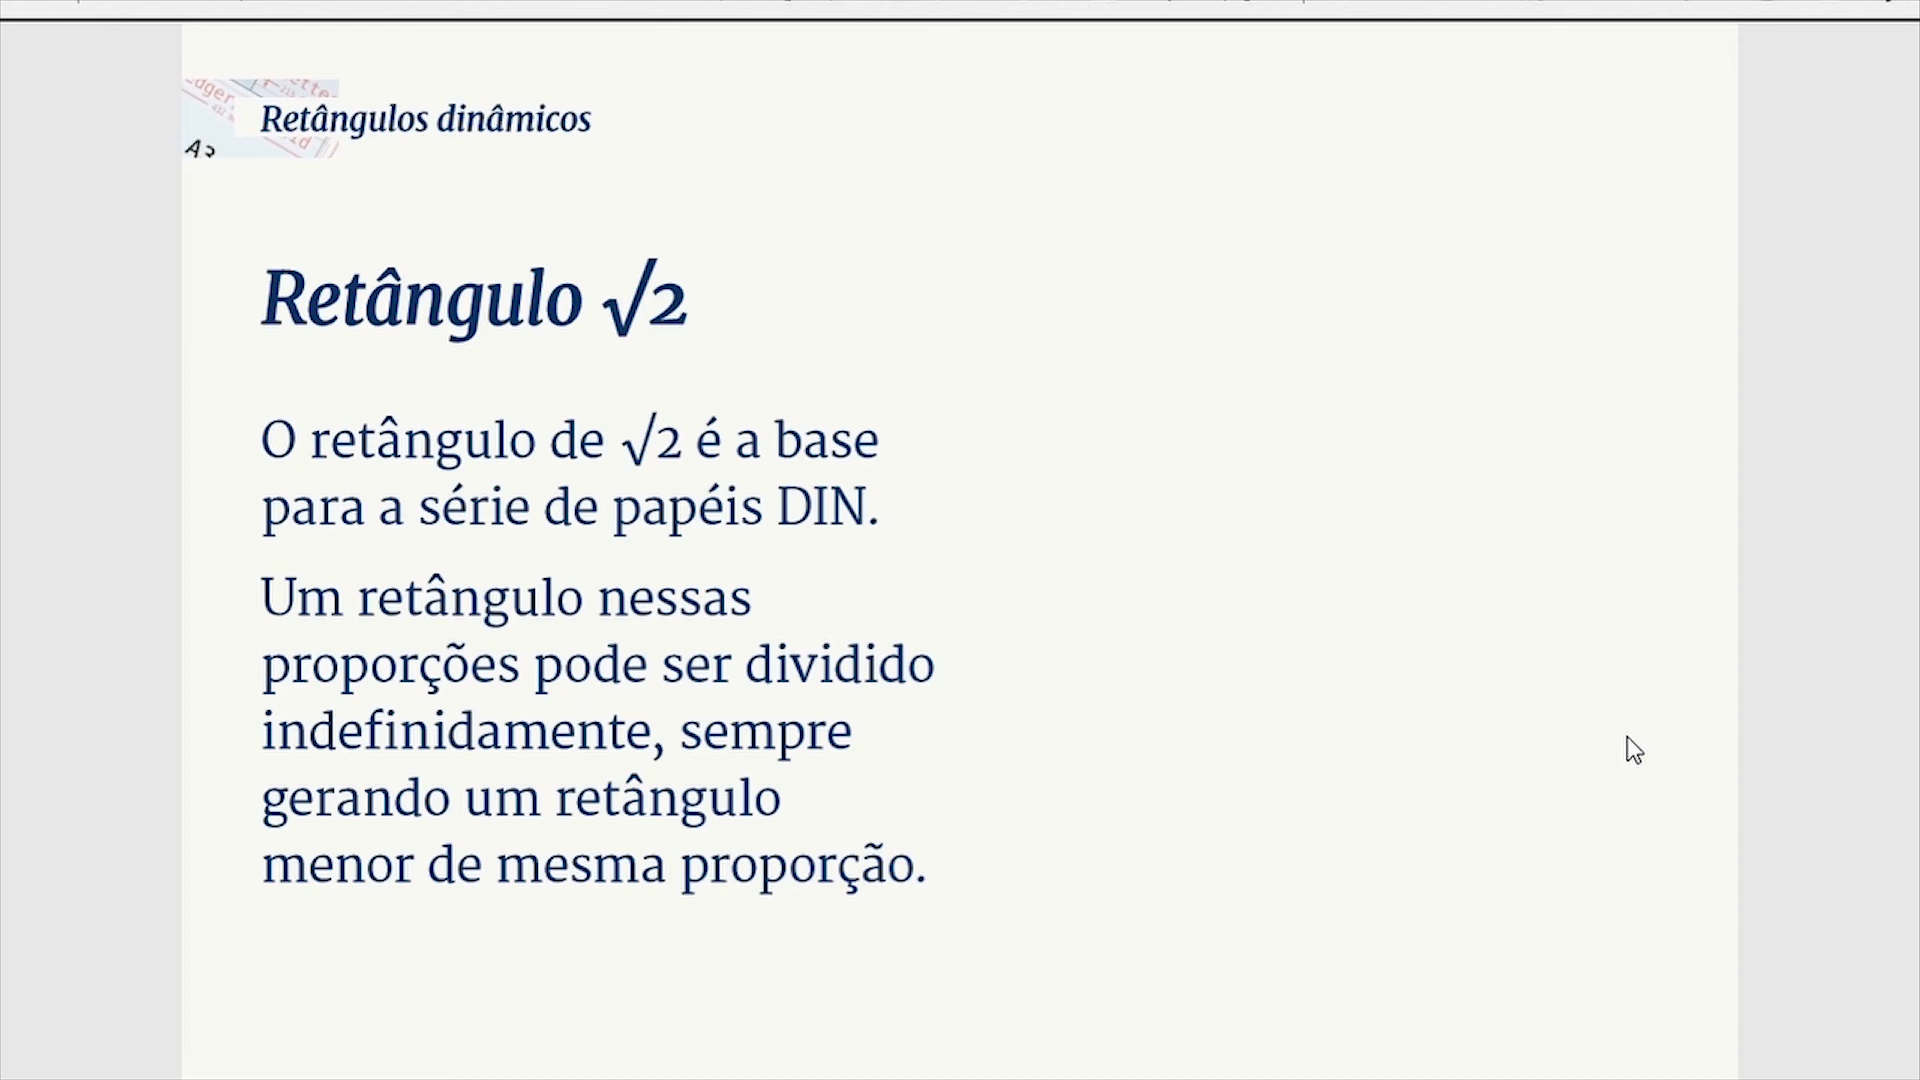 Retângulos dinâmicos
A3
Retângulo √2
O retângulo de √2 é a base
para a série de papéis DIN.
Um retângulo nessas
proporções pode ser dividido
indefinidamente, sempre
gerando um retângulo
menor de mesma proporção.